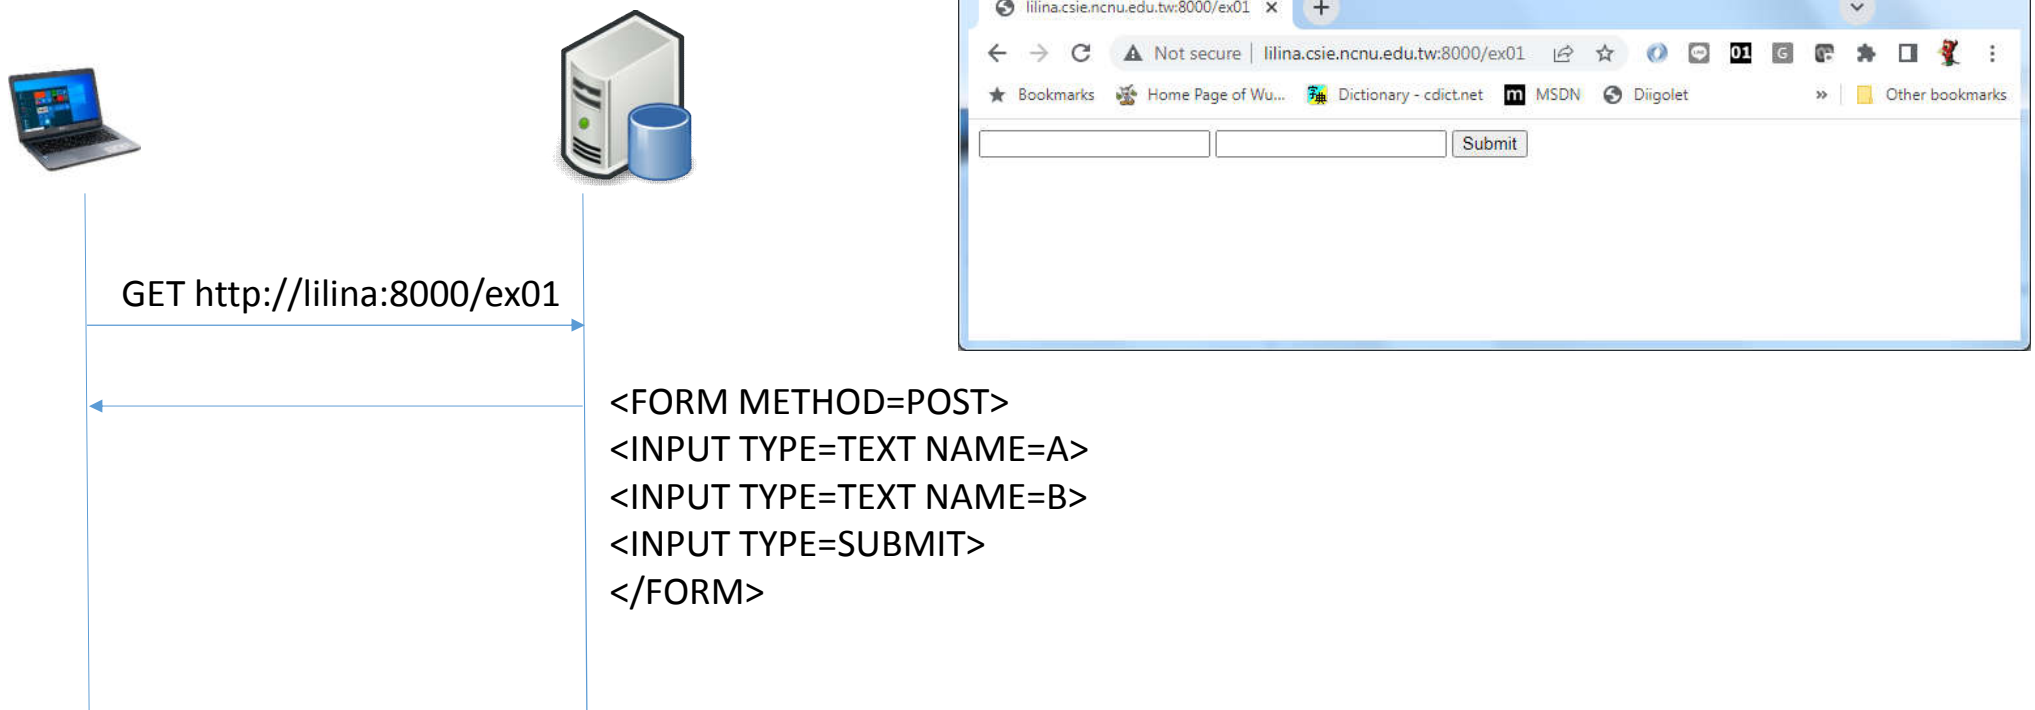 lilina.csie.ncnu.edu.tw:8000/ex01
Not secure | lilina.csie.ncnu.edu.tw:8000/ex01
01
G
Bookmarks Home Page of Wu... Dictionary - cdict.net m MSDN Diigolet » Other bookmarks
Submit
GET http://lilina:8000/ex01
<FORM METHOD=POST>
<INPUT TYPE=TEXT NAME=A>
<INPUT TYPE=TEXT NAME=B>
<INPUT TYPE=SUBMIT>
</FORM>